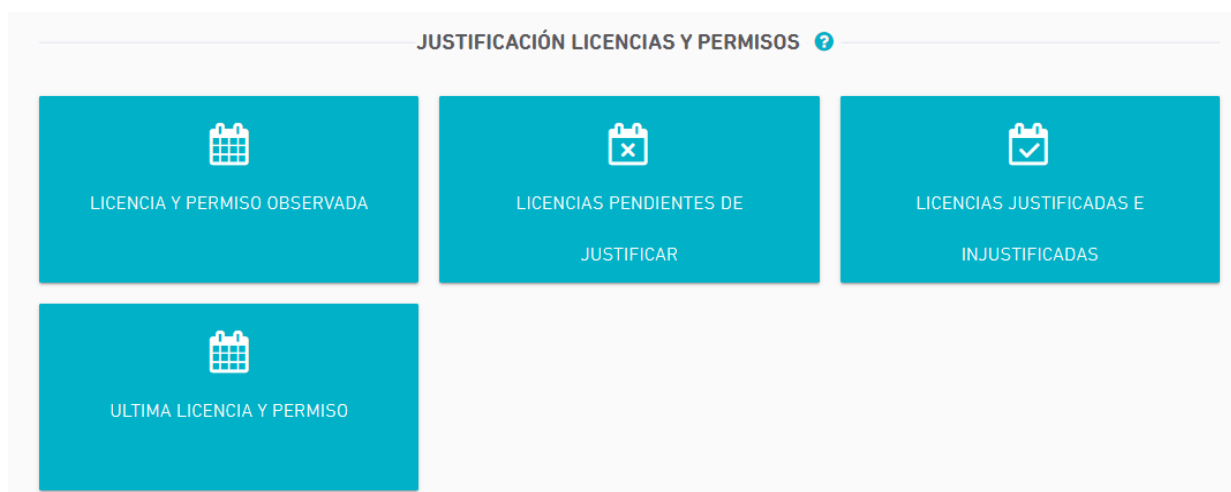 JUSTIFICACIÓN LICENCIAS Y PERMISOS ?
LICENCIA Y PERMISO OBSERVADA
LICENCIAS PENDIENTES DE
JUSTIFICAR
LICENCIAS JUSTIFICADAS E
INJUSTIFICADAS
ULTIMA LICENCIA Y PERMISO